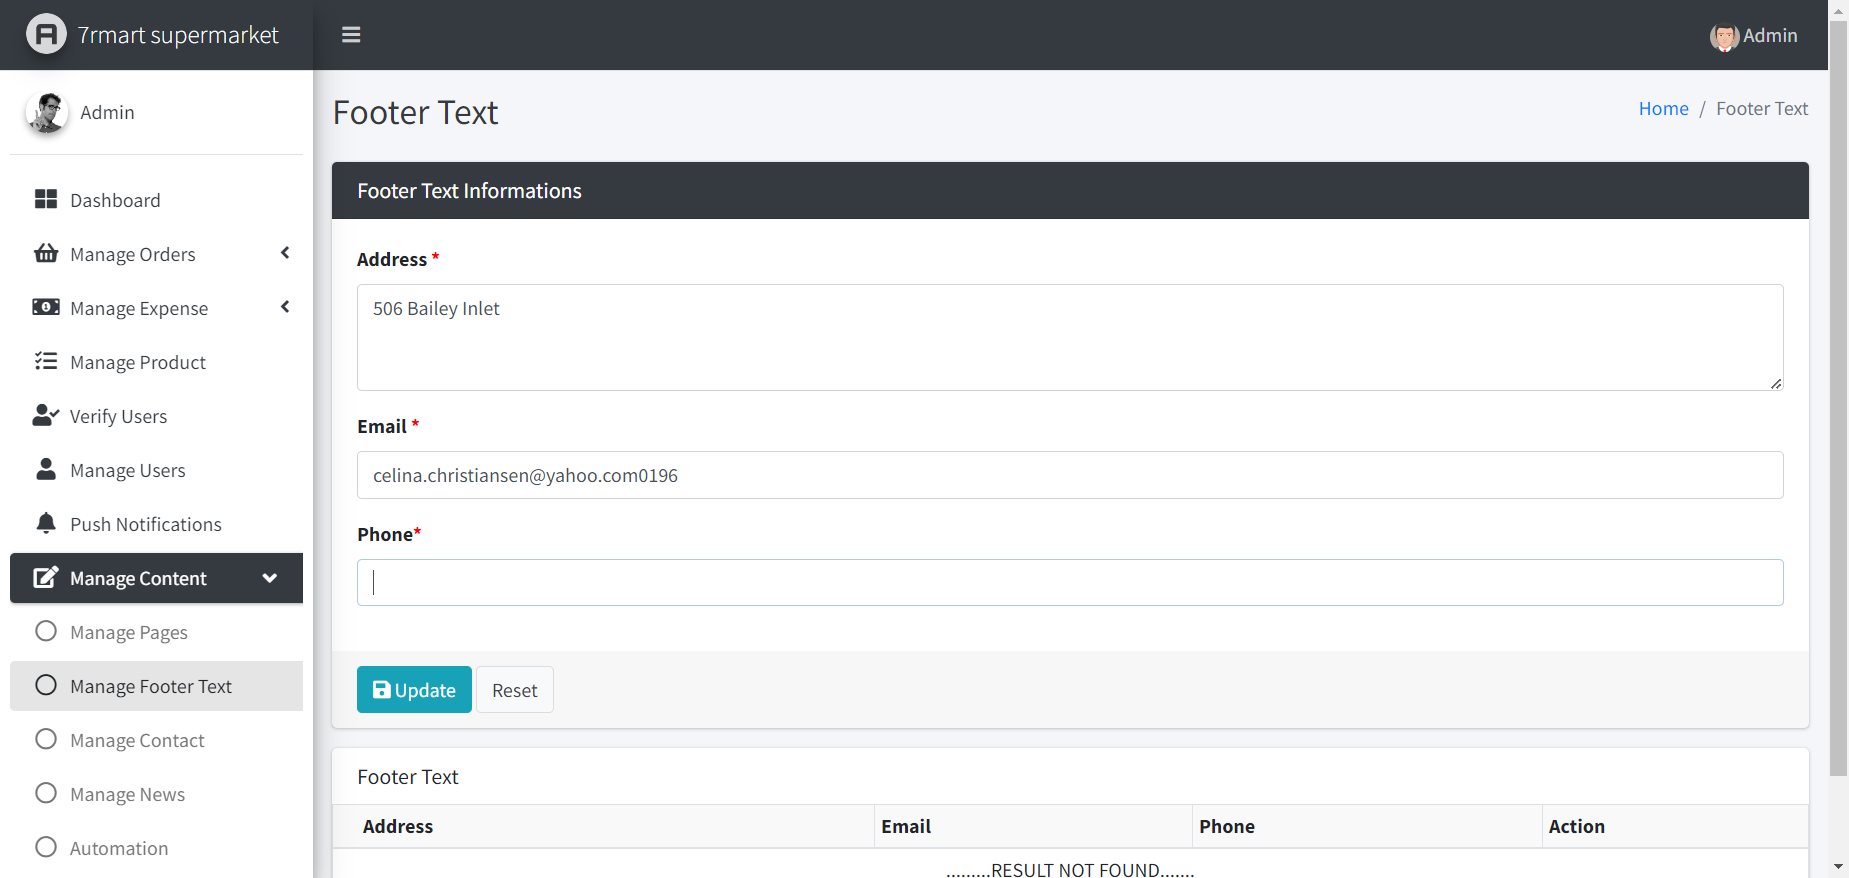 7rmart supermarket
Admin
Admin
Dashboard
Manage Orders
Manage Expense
Manage Product
Verify Users
Manage Users
Push Notifications
Manage Content
Manage Pages
Manage Footer Text
Manage Contact
Manage News
Automation
Footer Text
Home / Footer Text
Footer Text Informations
Address *
506 Bailey Inlet
Email *
celina.christiansen@yahoo.com0196
Phone*
Update Reset
Footer Text
Address Email Phone Action
.........RESULT NOT FOUND.......